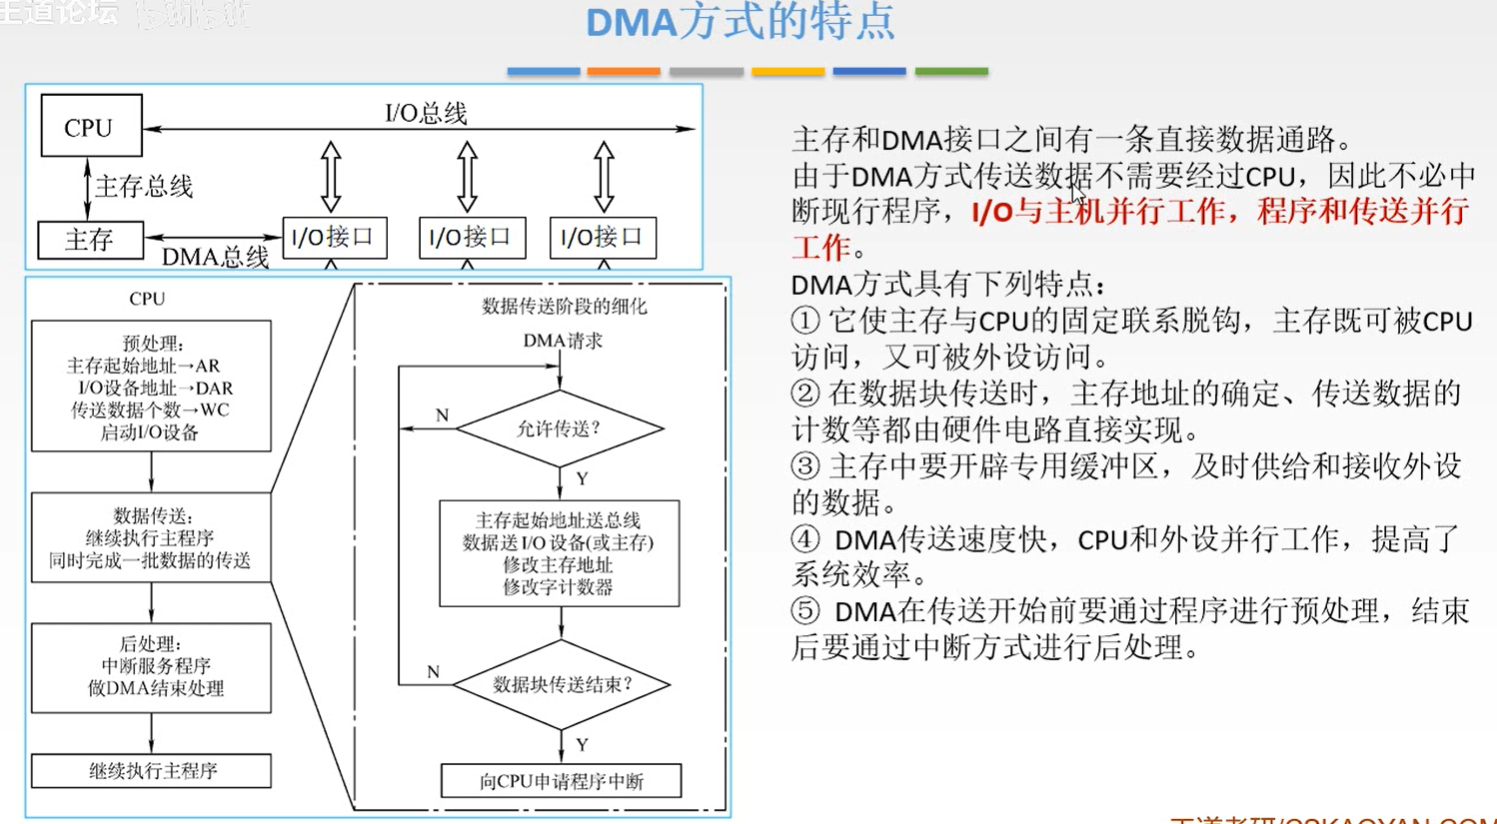 王道论坛
DMA方式的特点
CPU
I/O总线
主存总线
主存
DMA总线
I/O接口
I/O接口
I/O接口
CPU
预处理：
主存起始地址→AR
I/O设备地址→DAR
传送数据个数→WC
启动I/O设备
数据传送：
继续执行主程序
同时完成一批数据的传送
后处理：
中断服务程序
做DMA结束处理
继续执行主程序
数据传送阶段的细化
DMA请求
允许传送？
N
Y
主存起始地址送总线
数据送I/O设备(或主存)
修改主存地址
修改字计数器
数据块传送结束？
N
Y
向CPU申请程序中断
主存和DMA接口之间有一条直接数据通路。
由于DMA方式传送数据不需要经过CPU，因此不必中
断现行程序，I/O与主机并行工作，程序和传送并行
工作。
DMA方式具有下列特点：
① 它使主存与CPU的固定联系脱钩，主存既可被CPU
访问，又可被外设访问。
② 在数据块传送时，主存地址的确定、传送数据的
计数等都由硬件电路直接实现。
③ 主存中要开辟专用缓冲区，及时供给和接收外设
的数据。
④ DMA传送速度快，CPU和外设并行工作，提高了
系统效率。
⑤ DMA在传送开始前要通过程序进行预处理，结束
后要通过中断方式进行后处理。